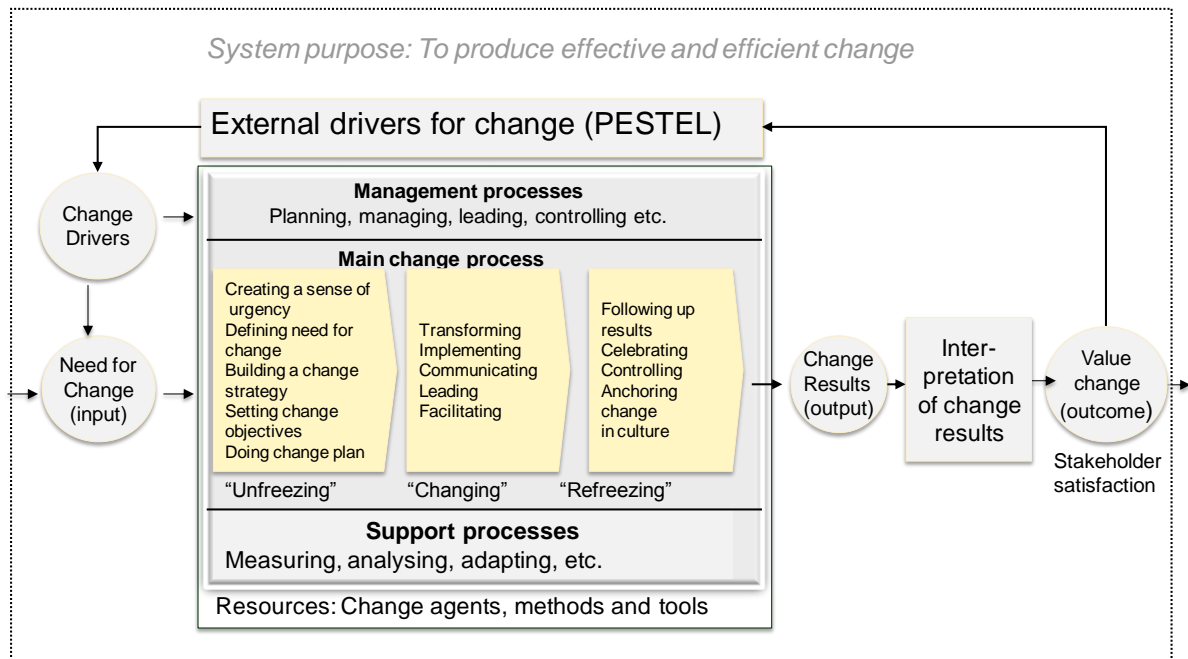 System purpose: To produce effective and efficient change
External drivers for change (PESTEL)
Change
Drivers
Need for
Change
(input)
Management processes
Planning, managing, leading, controlling etc.
Main change process
Creating a sense of
urgency
Defining need for
change
Building a change
strategy
Setting change
objectives
Doing change plan
“Unfreezing”
Transforming
Implementing
Communicating
Leading
Facilitating
“Changing”
Following up
results
Celebrating
Controlling
Anchoring
change
in culture
“Refreezing”
Support processes
Measuring, analysing, adapting, etc.
Resources: Change agents, methods and tools
Change
Results
(output)
Inter-
pretation
of change
results
Value
change
(outcome)
Stakeholder
satisfaction